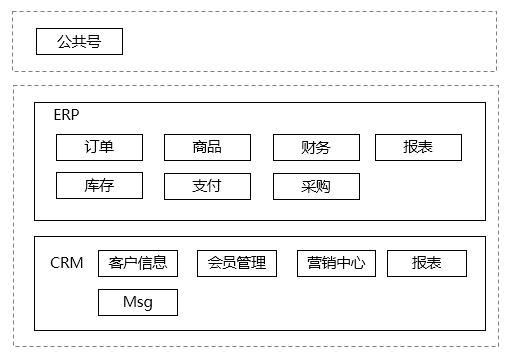 公共号
ERP
订单 商品 财务 报表
库存 支付 采购
CRM 客户信息 会员管理 营销中心 报表
Msg